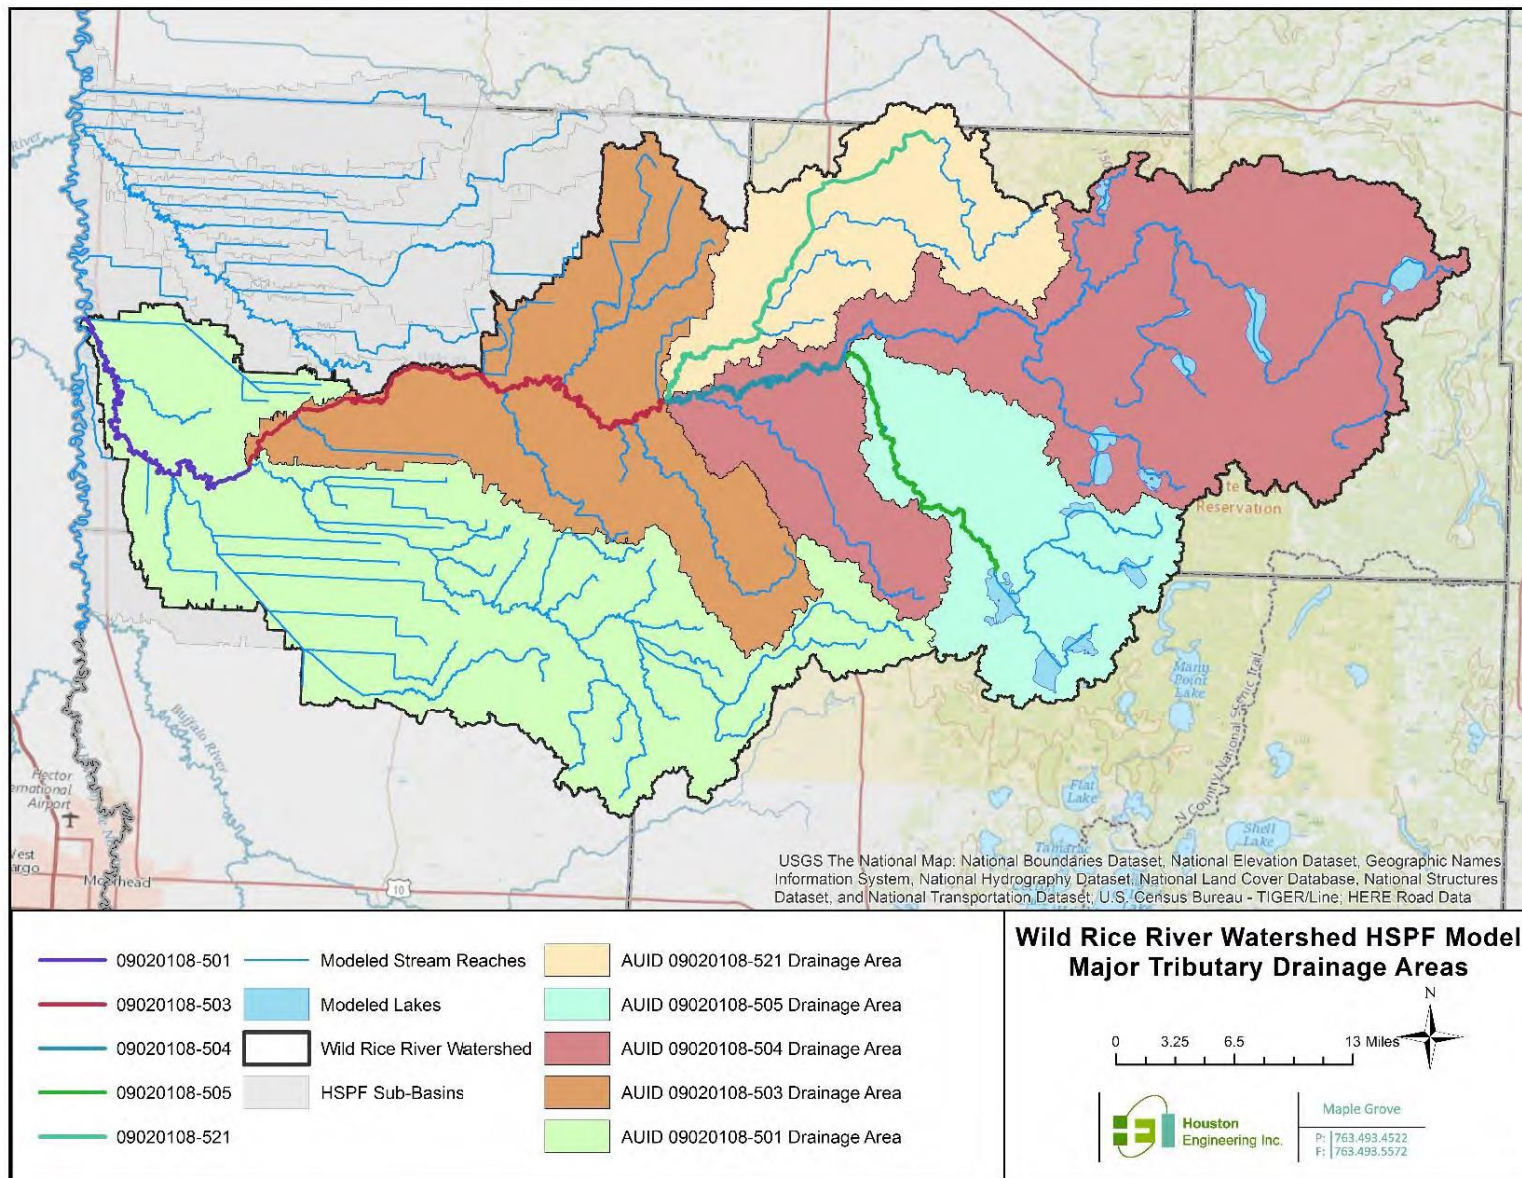 River
Buffalo River
Hector
ernational
Airport
West
argo
Moorhead
10
te
Reservation
Many
Point
Lake
N Country National Scenic Trail
Flat
Lake
Shell
Lake
Tamarac
USGS The National Map: National Boundaries Dataset, National Elevation Dataset, Geographic Names
Information System, National Hydrography Dataset, National Land Cover Database, National Structures
Dataset, and National Transportation Dataset; U.S. Census Bureau - TIGER/Line; HERE Road Data
09020108-501
09020108-503
09020108-504
09020108-505
09020108-521
Modeled Stream Reaches
Modeled Lakes
Wild Rice River Watershed
HSPF Sub-Basins
AUID 09020108-521 Drainage Area
AUID 09020108-505 Drainage Area
AUID 09020108-504 Drainage Area
AUID 09020108-503 Drainage Area
AUID 09020108-501 Drainage Area
Wild Rice River Watershed HSPF Model
Major Tributary Drainage Areas
N
0 3.25 6.5 13 Miles
Houston
Engineering Inc.
Maple Grove
P: 763.493.4522
F: 763.493.5572